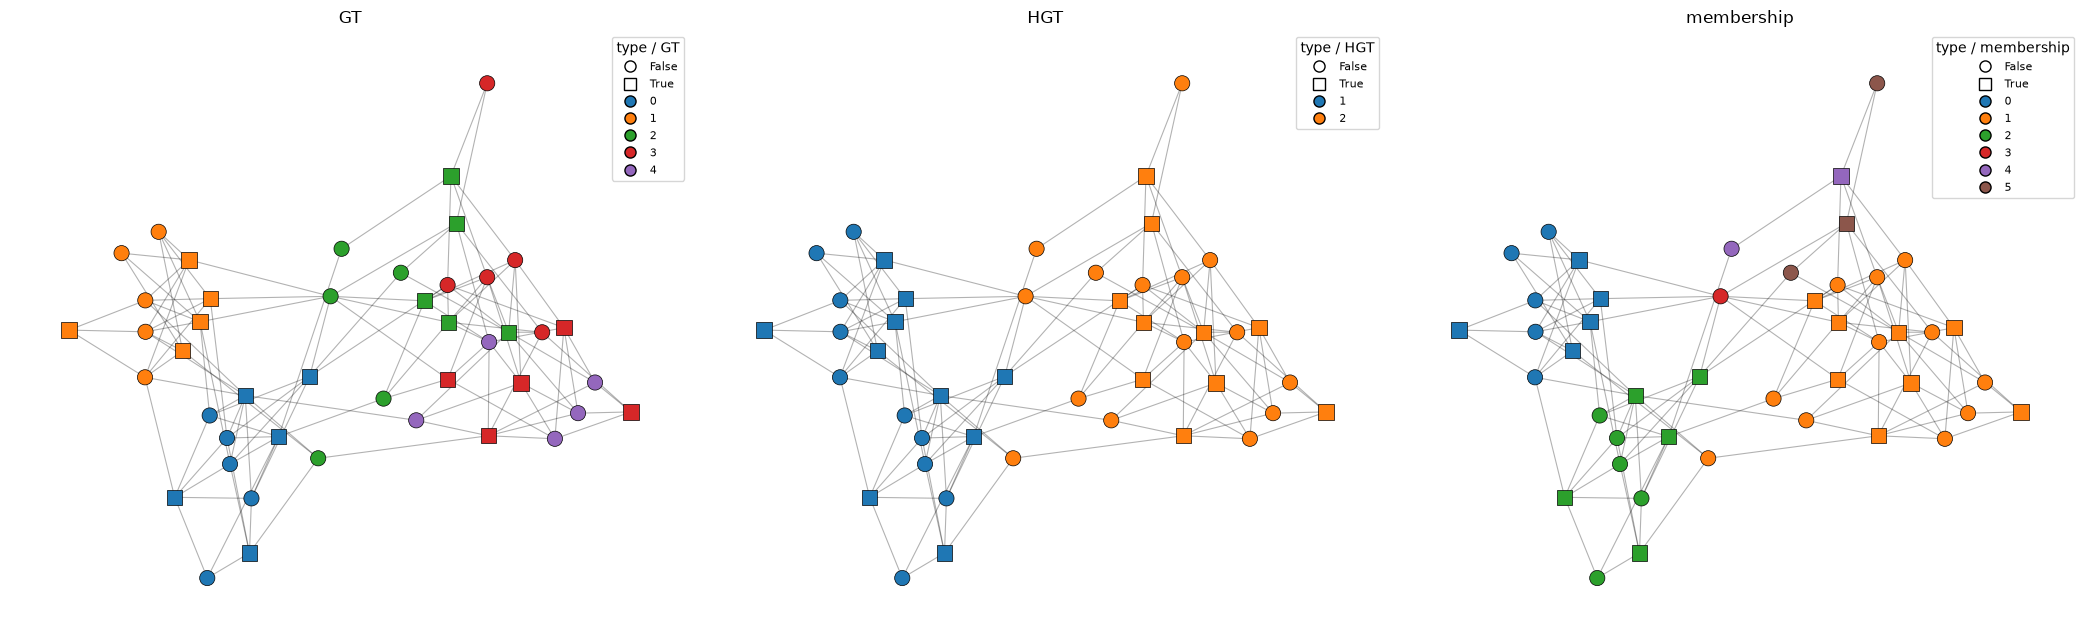 GT
type / GT
False
True
0
1
2
3
4
HGT
type / HGT
False
True
1
2
membership
type / membership
False
True
0
1
2
3
4
5